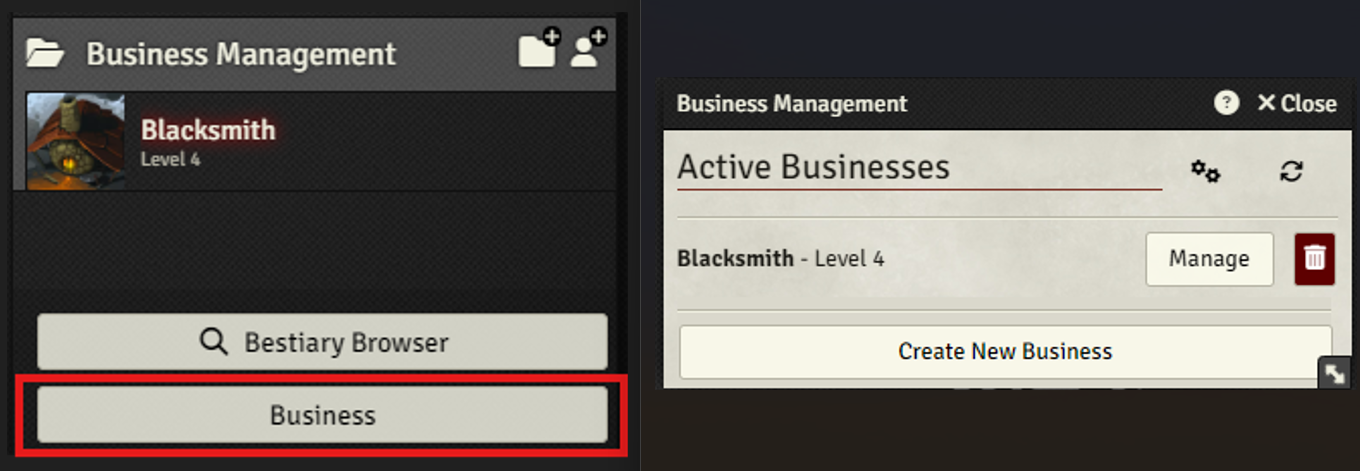 Business Management
Blacksmith
Level 4
Bestiary Browser
Business
Business Management
? Close
Active Businesses
Blacksmith - Level 4
Manage
Create New Business